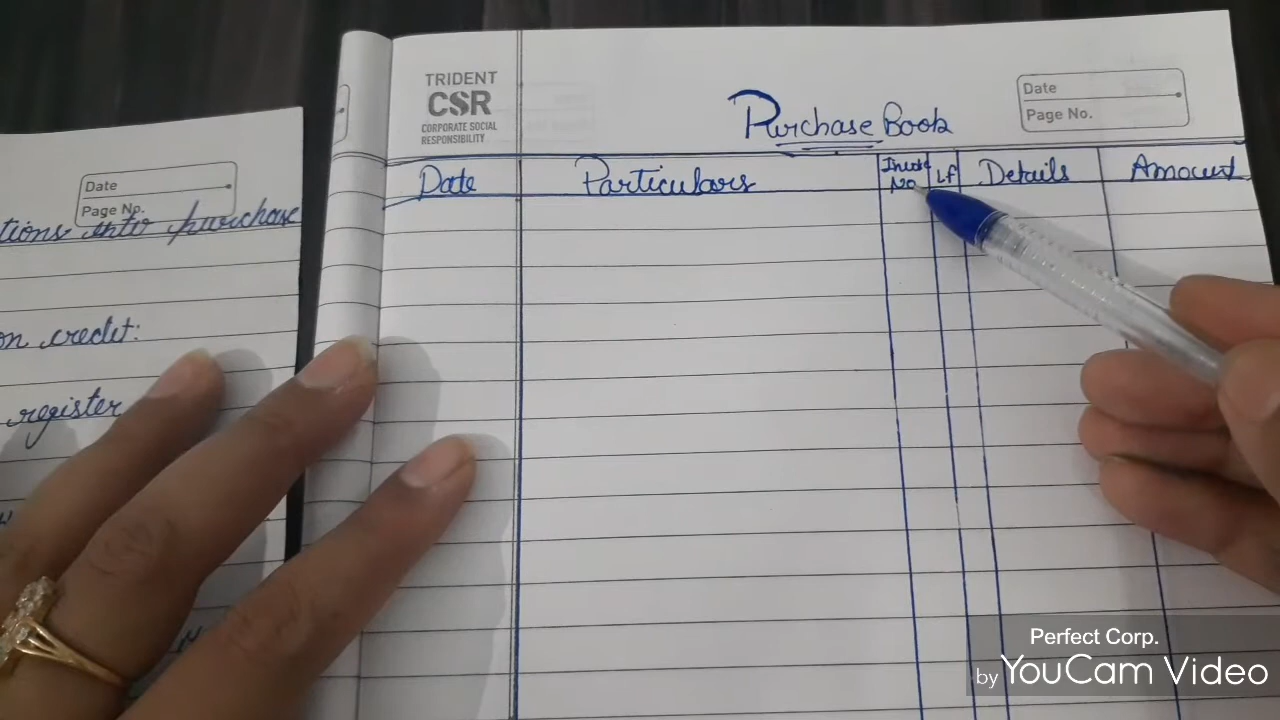 Date
Page No.
tions into purchase
on credit:
register
TRIDENT
CSR
CORPORATE SOCIAL
RESPONSIBILITY
Purchase Book
Date
Page No.
Date Particulars Invoice No L.f Details Amount
Perfect Corp.
by YouCam Video